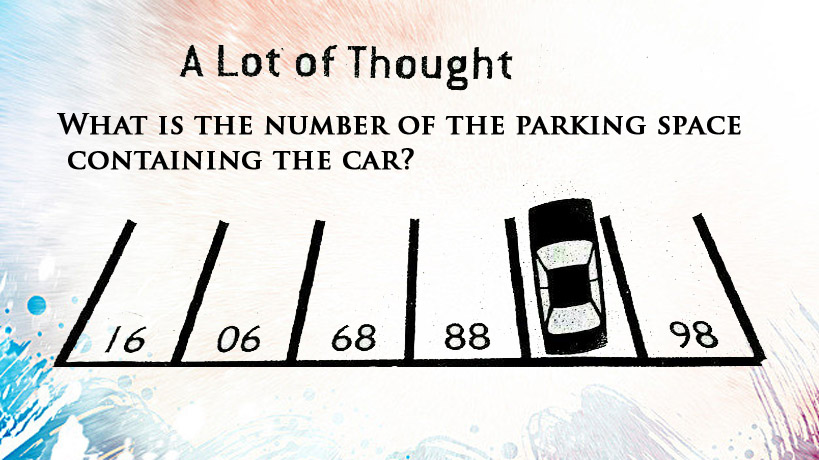 A Lot of Thought
WHAT IS THE NUMBER OF THE PARKING SPACE
CONTAINING THE CAR?
16 06 68 88 98